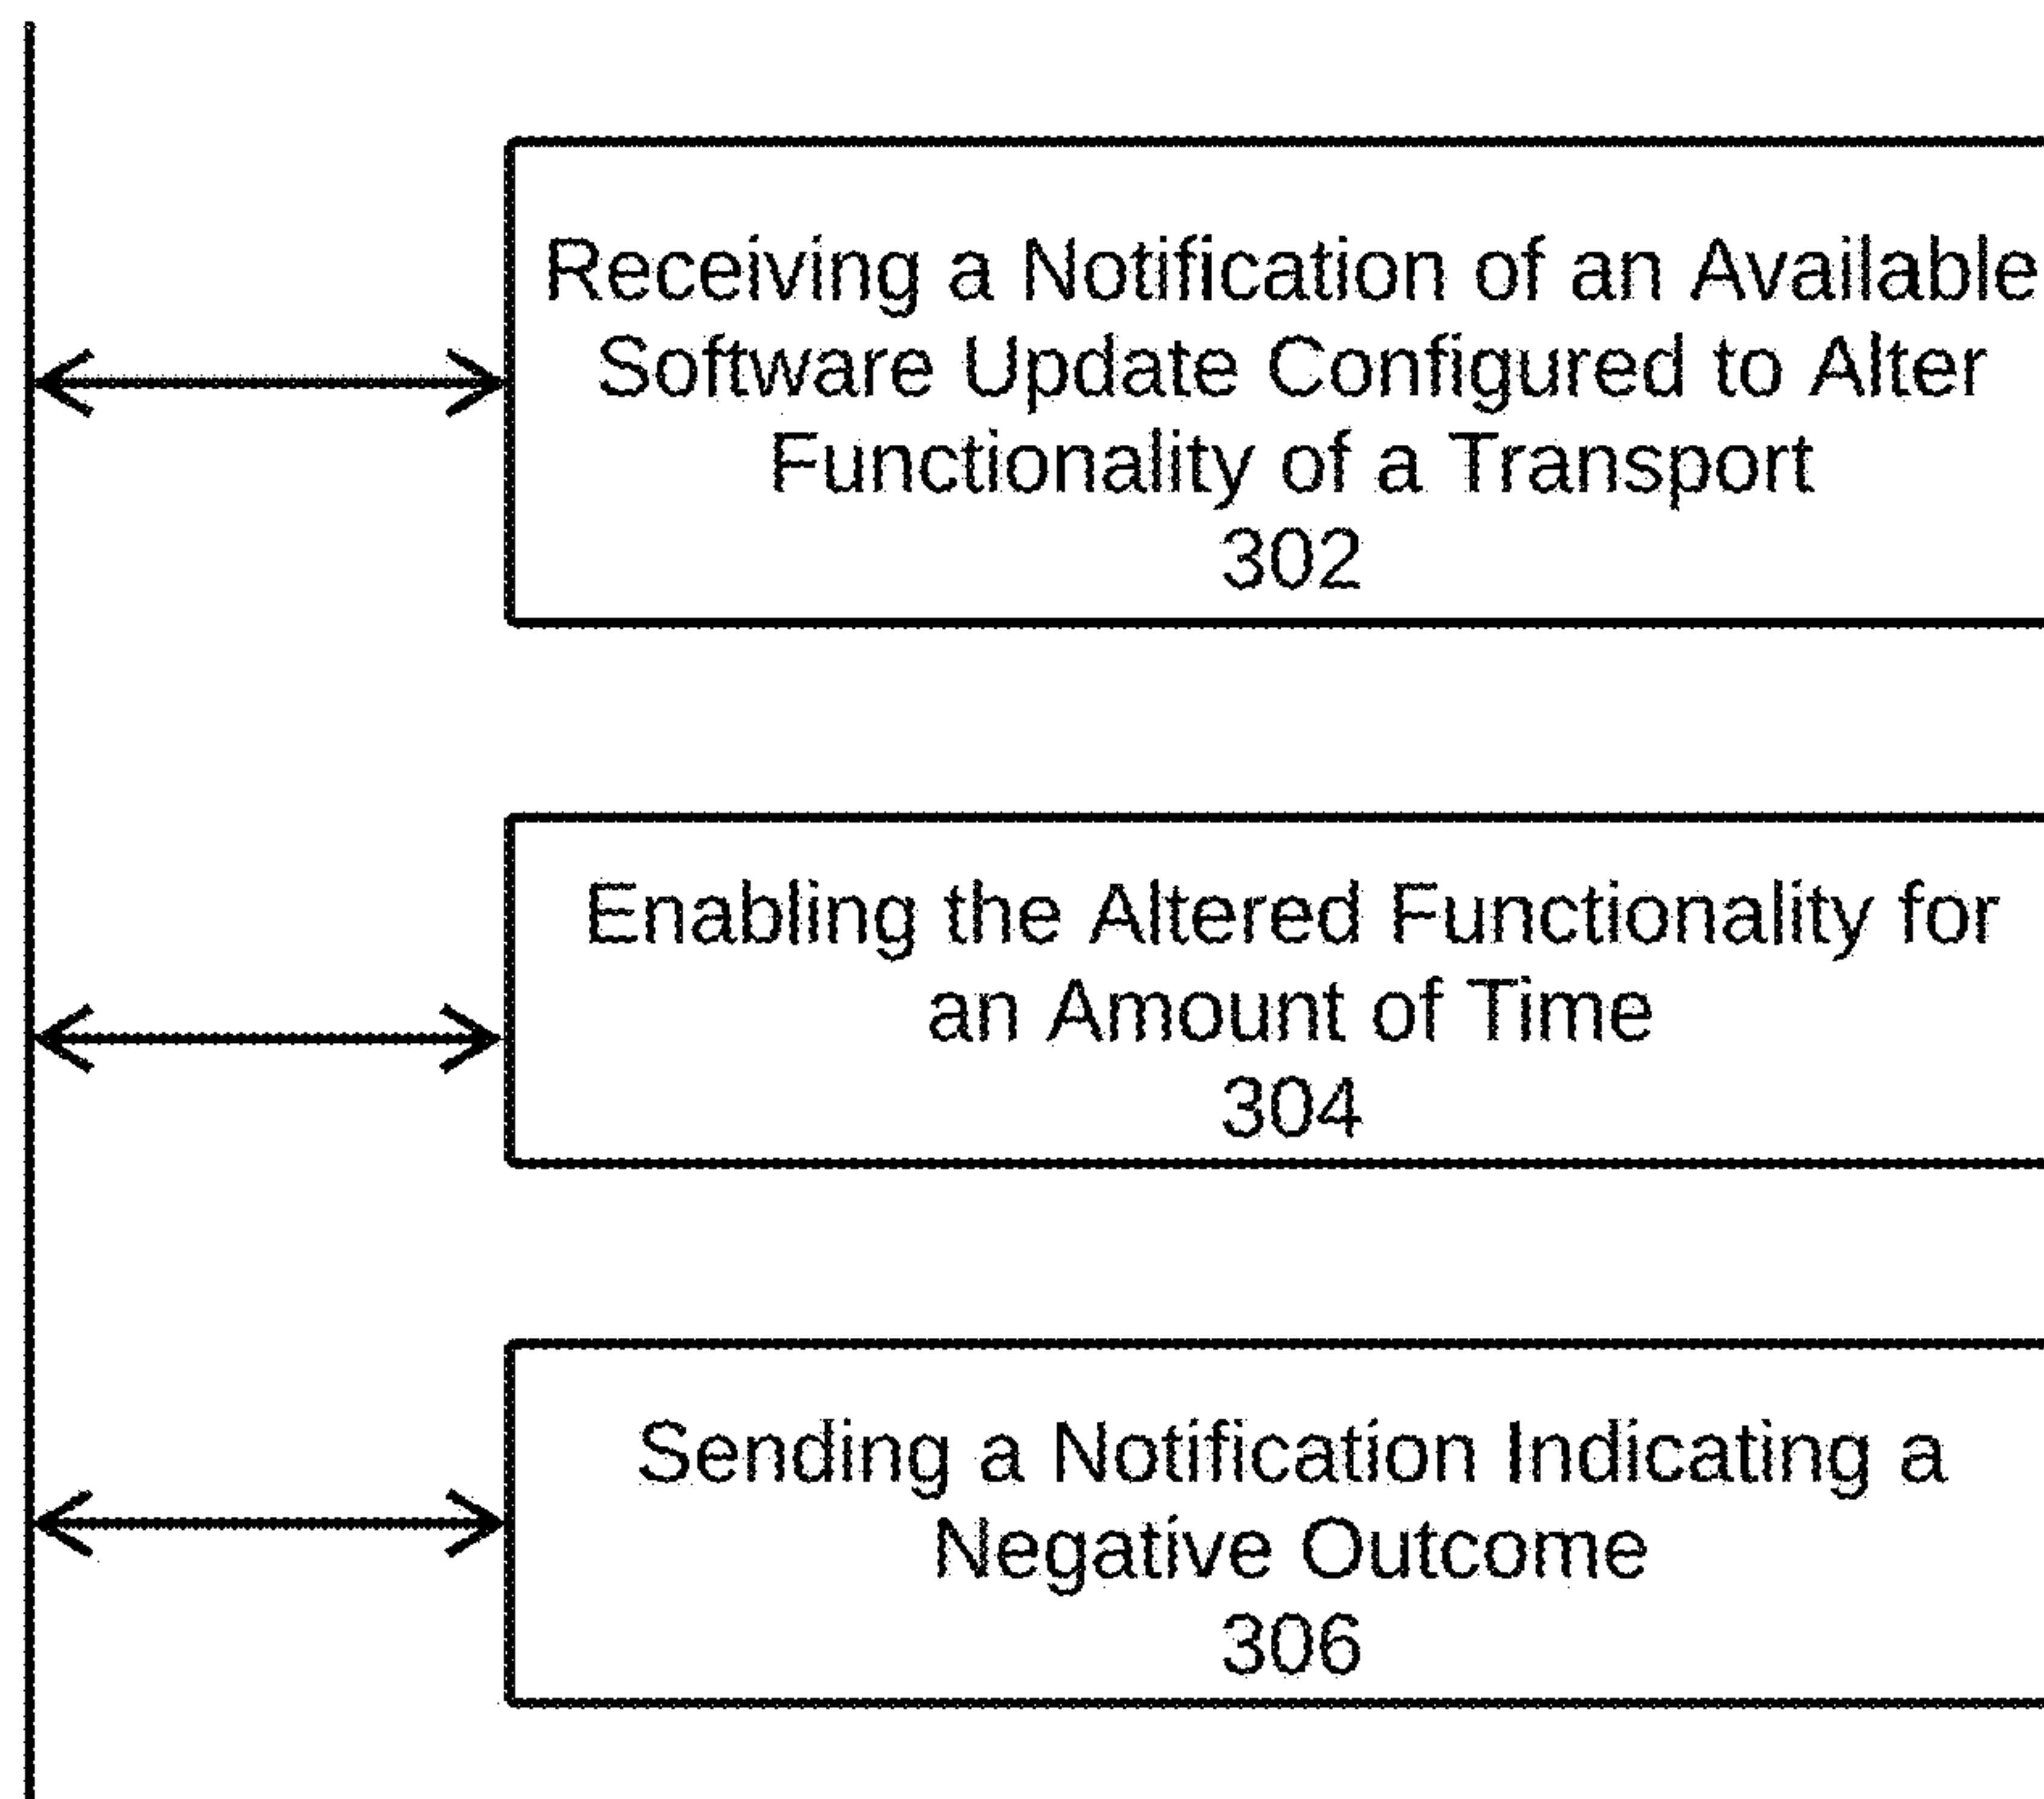 Receiving a Notification of an Available
Software Update Configured to Alter
Functionality of a Transport
302
Enabling the Altered Functionality for
an Amount of Time
304
Sending a Notification Indicating a
Negative Outcome
306